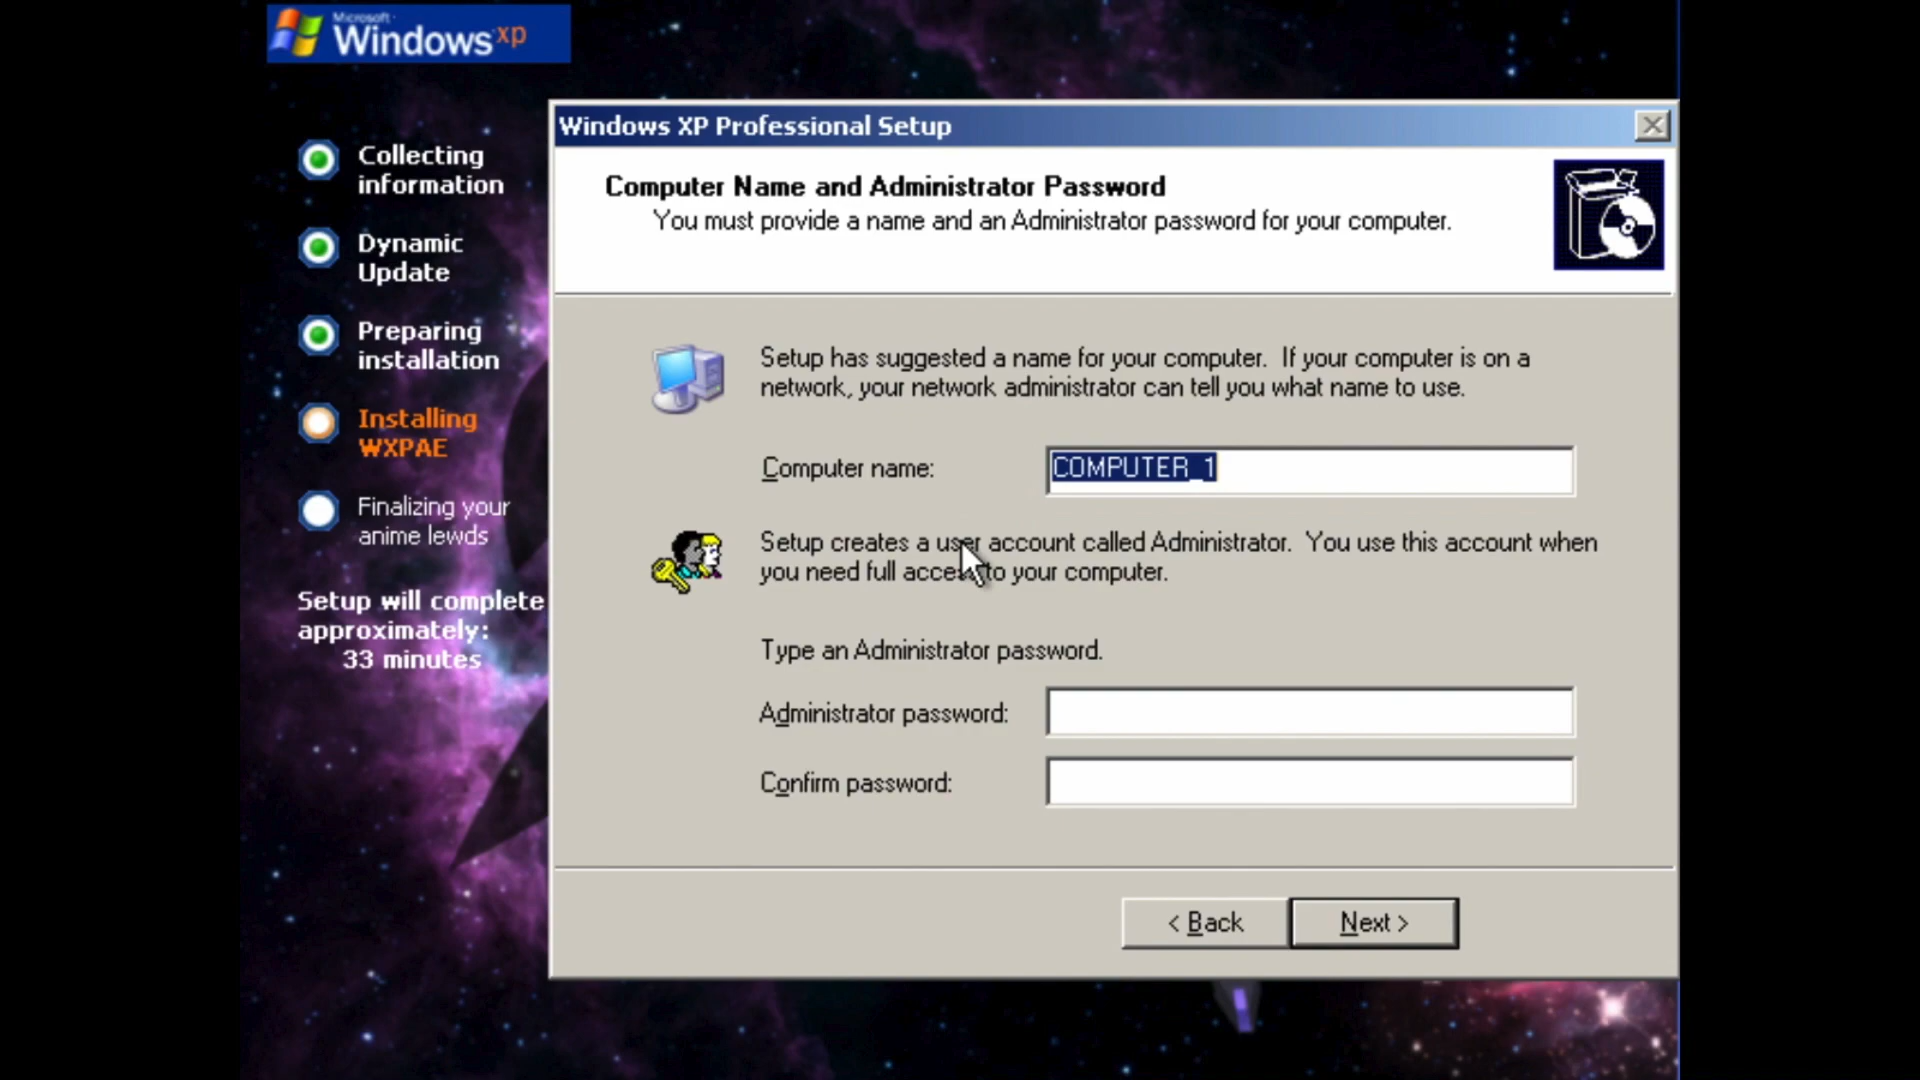 Microsoft
Windows xp
Collecting
information
Dynamic
Update
Preparing
installation
Installing
WXPAE
Finalizing your
anime lewds
Setup will complete
approximately:
33 minutes
Windows XP Professional Setup
Computer Name and Administrator Password
You must provide a name and an Administrator password for your computer.
Setup has suggested a name for your computer.  If your computer is on a
network, your network administrator can tell you what name to use.
Computer name:
COMPUTER_1
Setup creates a user account called Administrator.  You use this account when
you need full access to your computer.
Type an Administrator password.
Administrator password:
Confirm password:
< Back
Next >